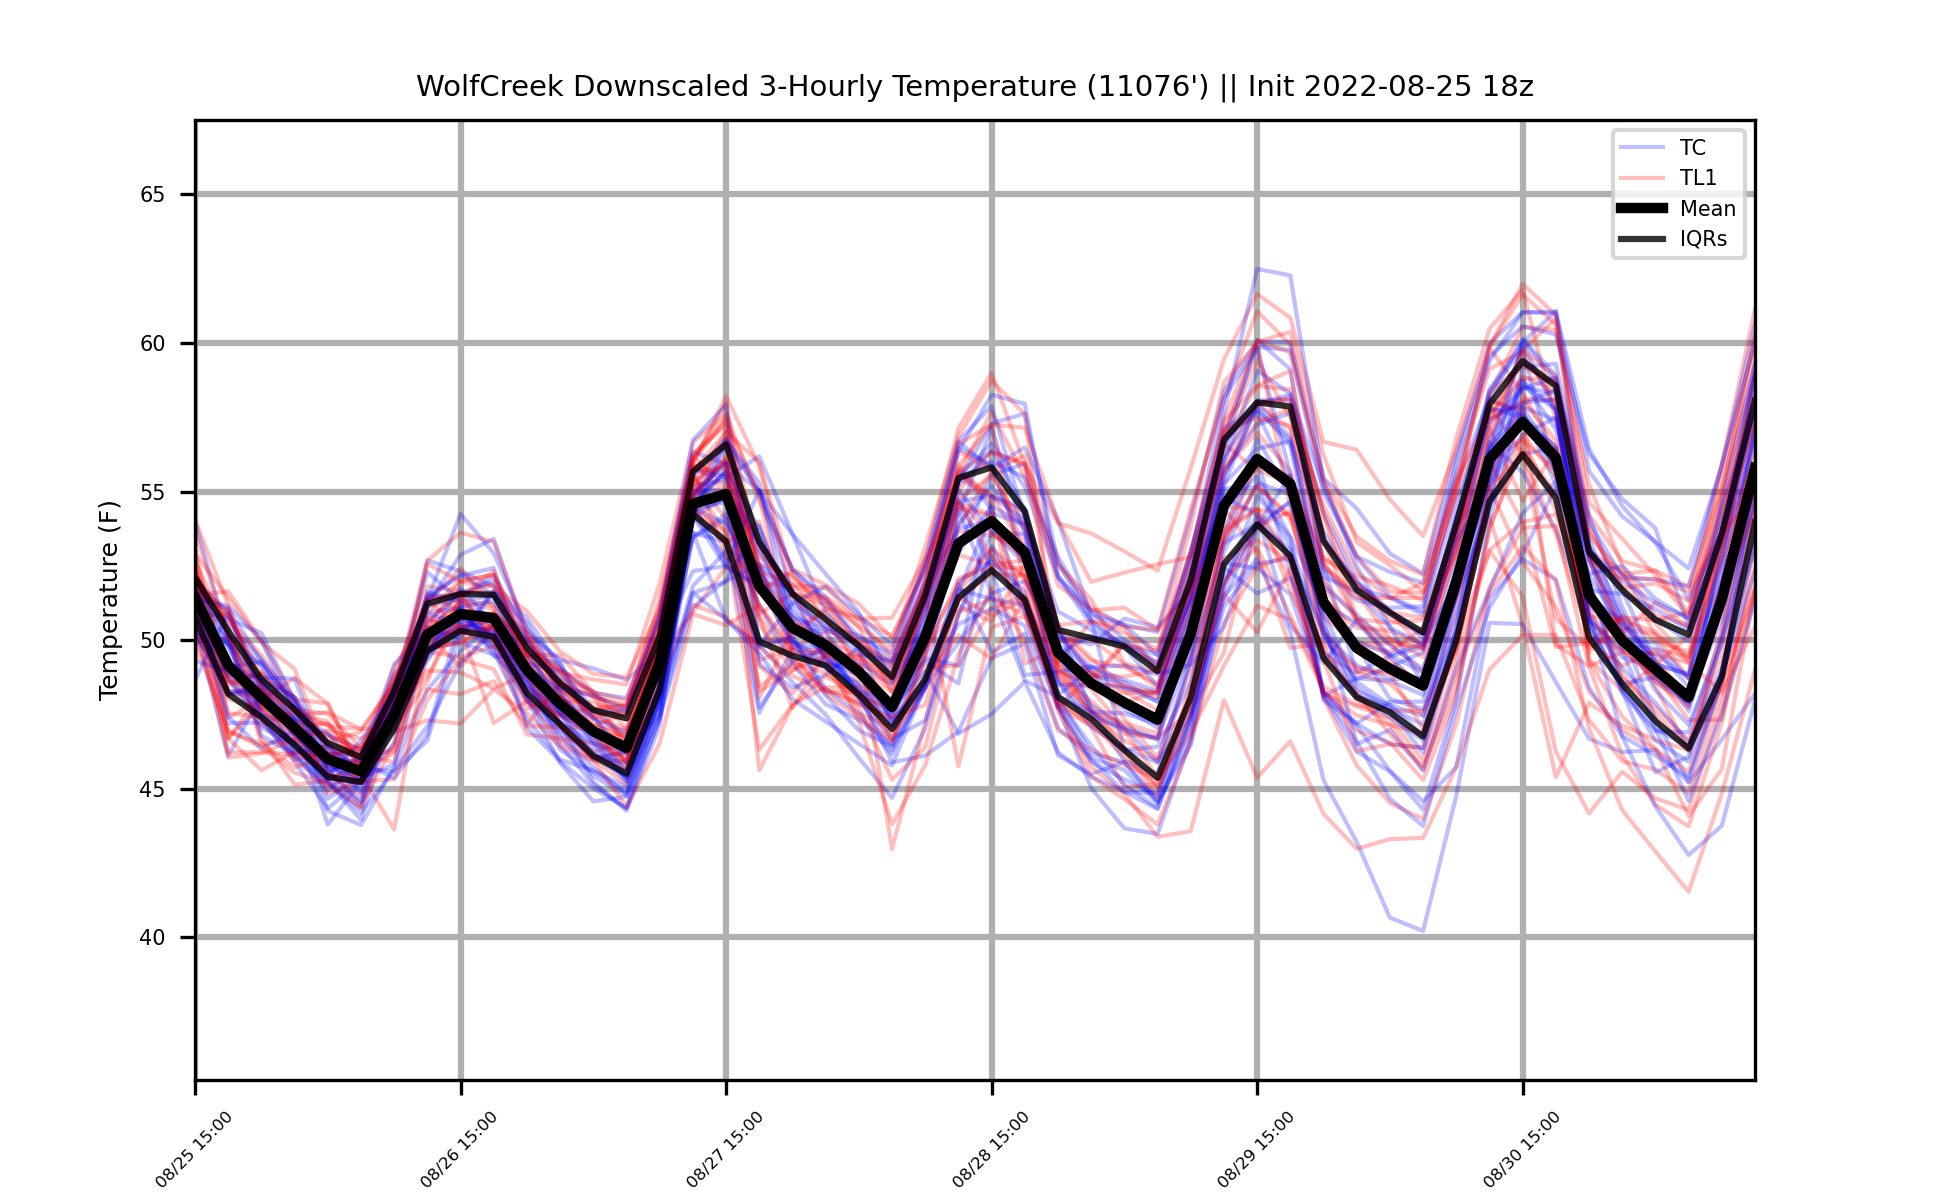 WolfCreek Downscaled 3-Hourly Temperature (11076') || Init 2022-08-25 18z
TC
TL1
Mean
IQRs
Temperature (F)
65
60
55
50
45
40
08/25 15:00
08/26 15:00
08/27 15:00
08/28 15:00
08/29 15:00
08/30 15:00